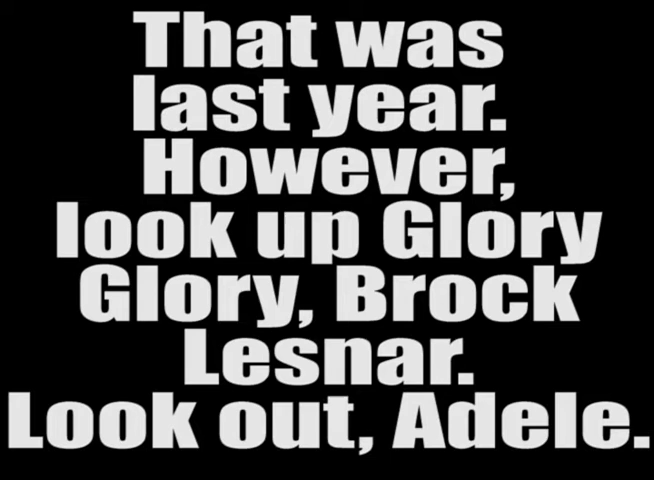 That was
last year.
However,
look up Glory
Glory, Brock
Lesnar.
Look out, Adele.